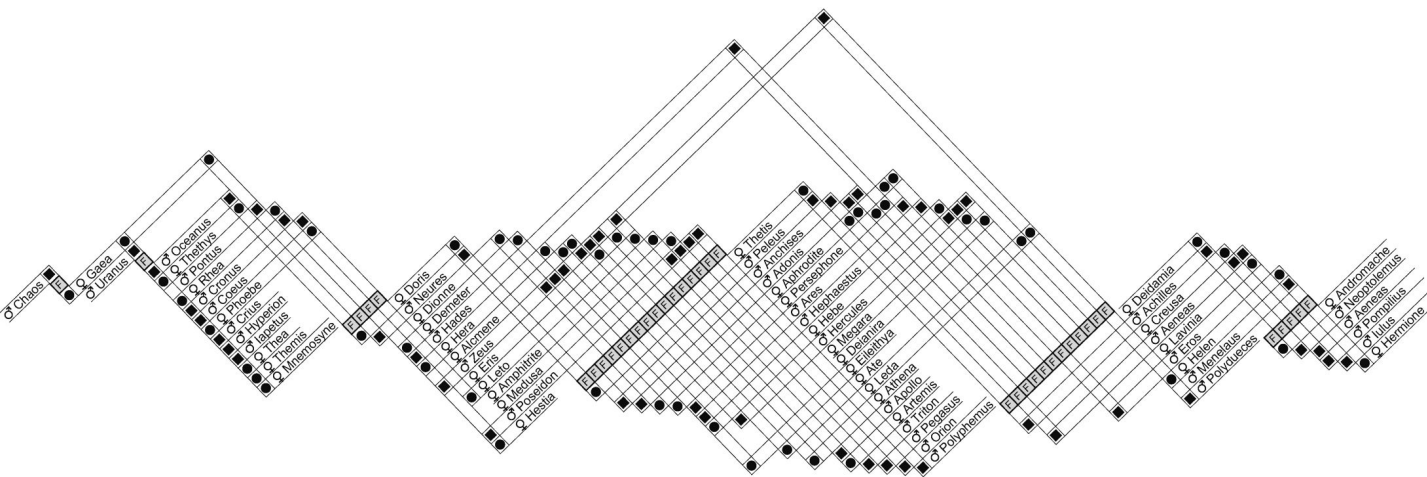 ♂ Chaos
F
♀ Gaea
♂ Uranus
F
♂ Oceanus
♀ Thethys
♂ Pontus
♀ Rhea
♂ Cronus
♂ Coeus
♀ Phoebe
♂ Crius
♂ Hyperion
♂ Iapetus
♀ Thea
♀ Themis
♀ Mnemosyne
F F F F
♀ Doris
♂ Neures
♀ Dionne
♀ Demeter
♂ Hades
♀ Hera
♀ Alcmene
♂ Zeus
♀ Eris
♀ Leto
♀ Amphitrite
♀ Medusa
♂ Poseidon
♀ Hestia
F F F F F F F F F F F F F F F
♀ Thetis
♂ Peleus
♂ Anchises
♂ Adonis
♀ Aphrodite
♀ Persephone
♂ Ares
♂ Hephaestus
♀ Hebe
♂ Hercules
♀ Megara
♀ Deianira
♀ Eileithya
♀ Ate
♀ Leda
♀ Athena
♂ Apollo
♀ Artemis
♂ Triton
♂ Pegasus
♂ Orion
♂ Polyphemus
F F F F F F F F F F F
♀ Deidamia
♂ Achilles
♀ Creusa
♂ Aeneas
♀ Lavinia
♂ Eros
♀ Helen
♂ Menelaus
♂ Polydueces
F F F F
♀ Andromache
♂ Neoptolemus
♂ Aeneas
♂ Pompilius
♂ Iulus
♀ Hermione